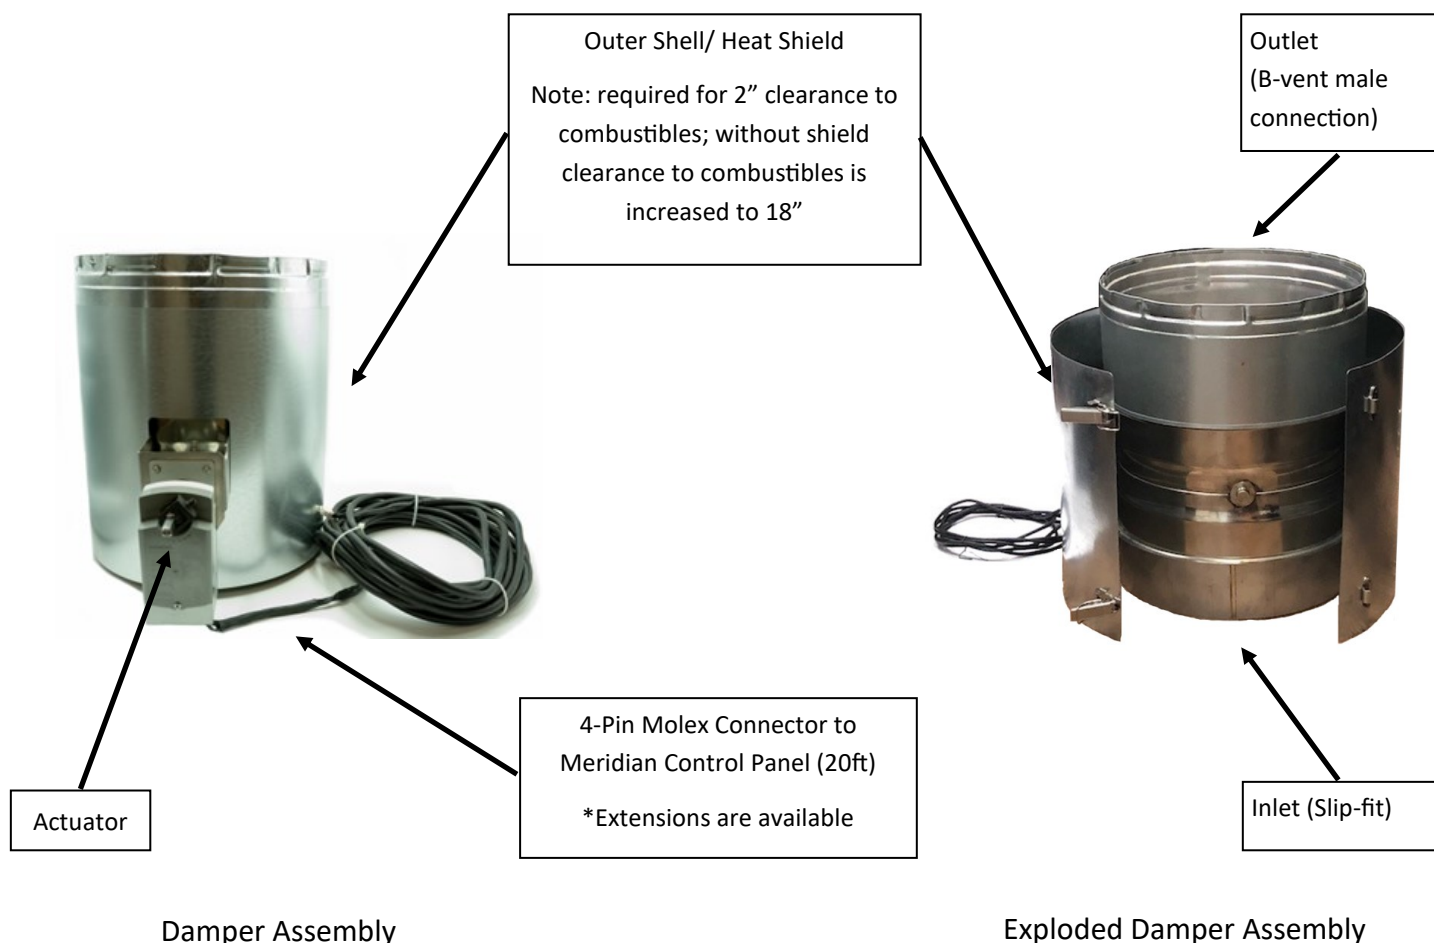 Outer Shell/ Heat Shield
Note: required for 2” clearance to
combustibles; without shield
clearance to combustibles is
increased to 18”
Outlet
(B-vent male
connection)
4-Pin Molex Connector to
Meridian Control Panel (20ft)
*Extensions are available
Actuator
Inlet (Slip-fit)
Damper Assembly
Exploded Damper Assembly